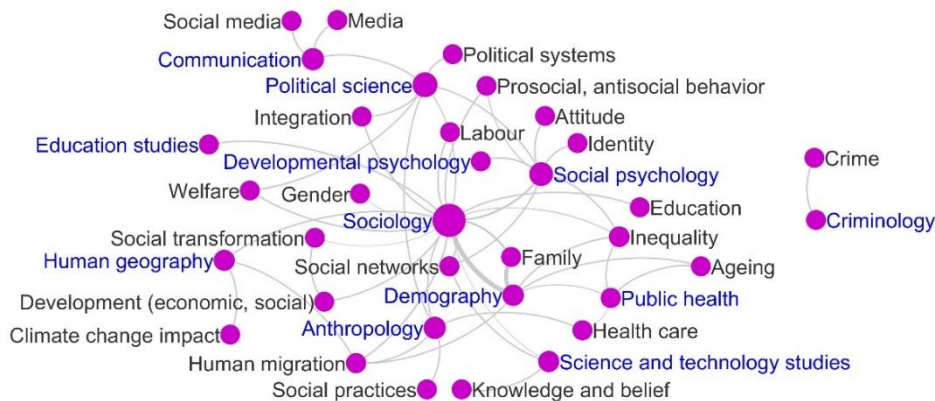 Social media
Media
Communication
Political systems
Political science
Prosocial, antisocial behavior
Integration
Attitude
Labour
Education studies
Identity
Developmental psychology
Crime
Social psychology
Welfare
Gender
Education
Sociology
Criminology
Social transformation
Inequality
Human geography
Social networks
Family
Ageing
Development (economic, social)
Demography
Public health
Climate change impact
Anthropology
Health care
Human migration
Science and technology studies
Social practices
Knowledge and belief